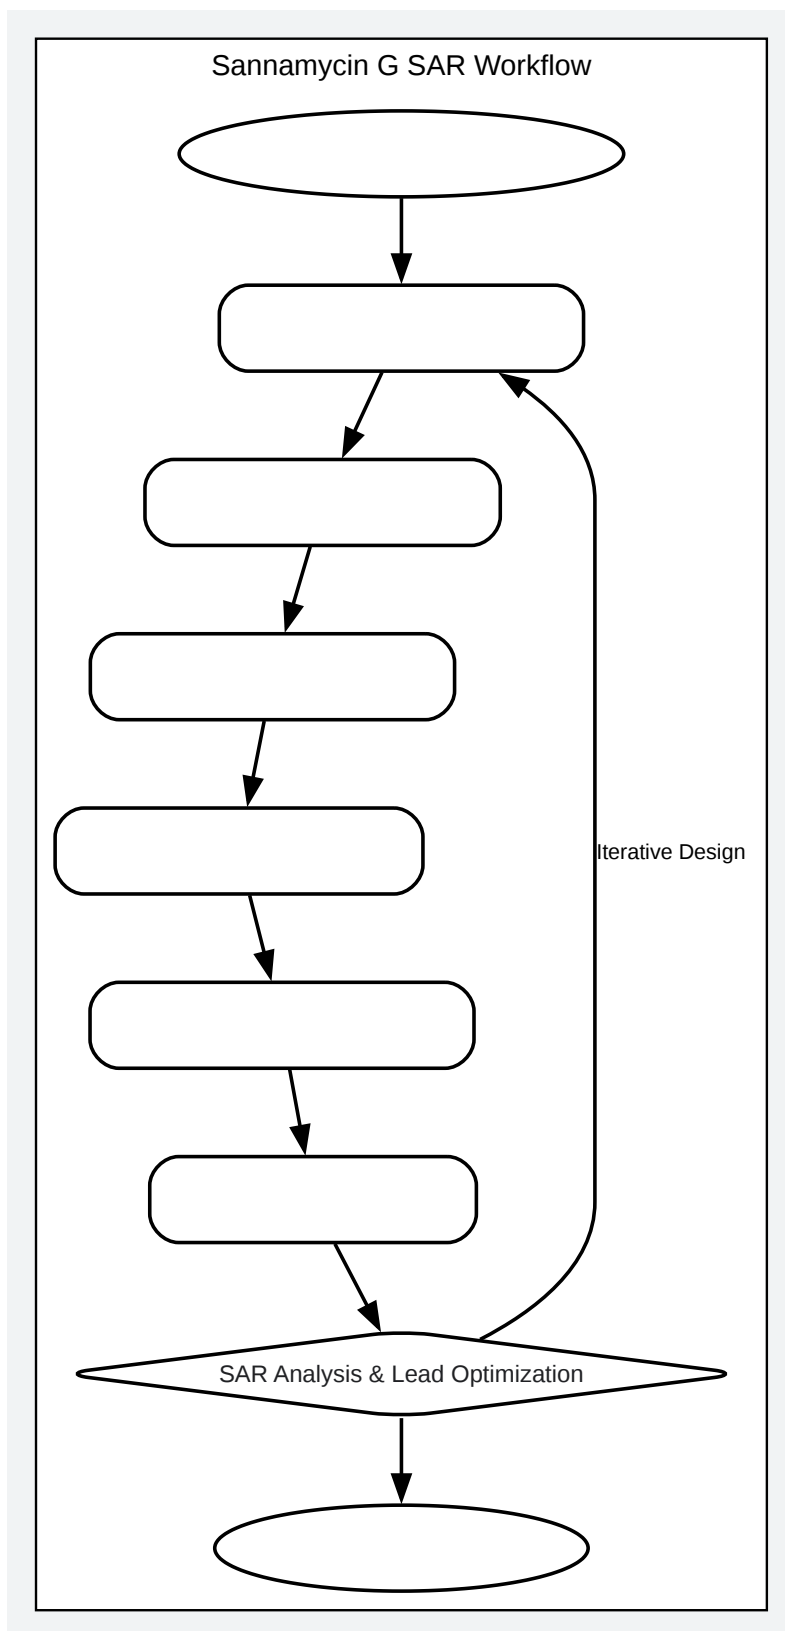 Sannamycin G SAR Workflow
Iterative Design
SAR Analysis & Lead Optimization